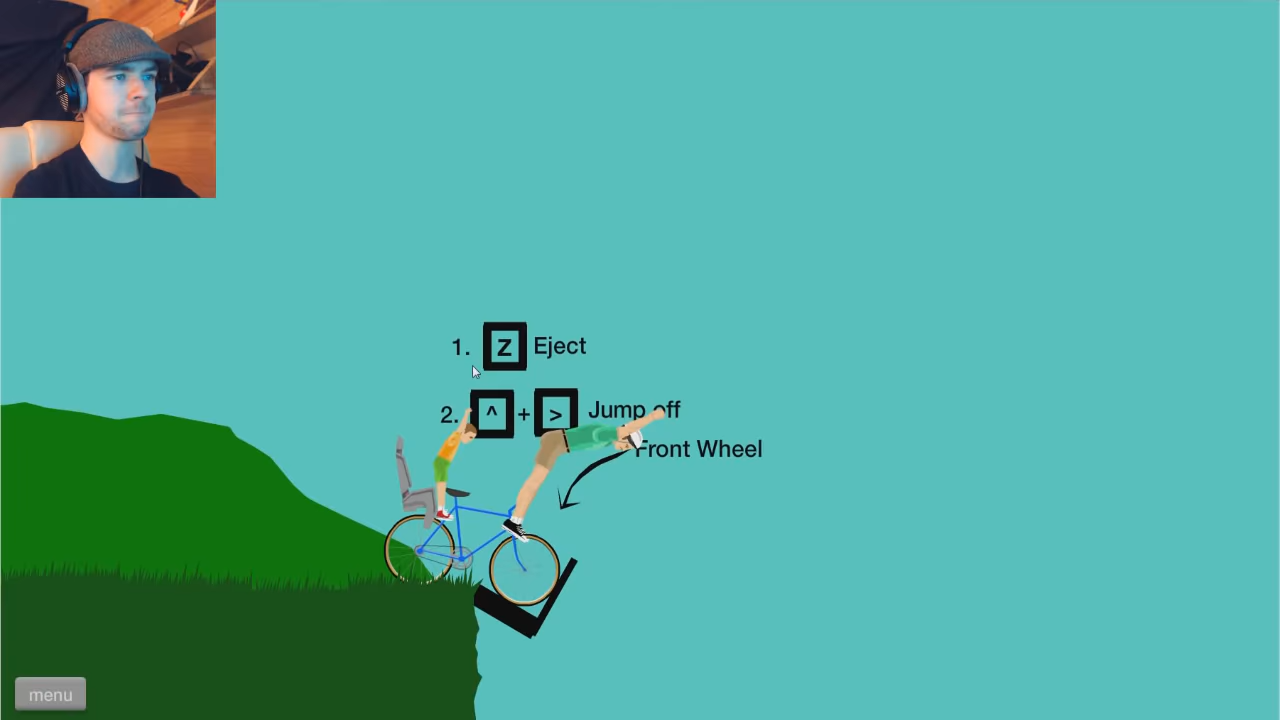 1. Z Eject
2. ^ + > Jump off
Front Wheel
menu